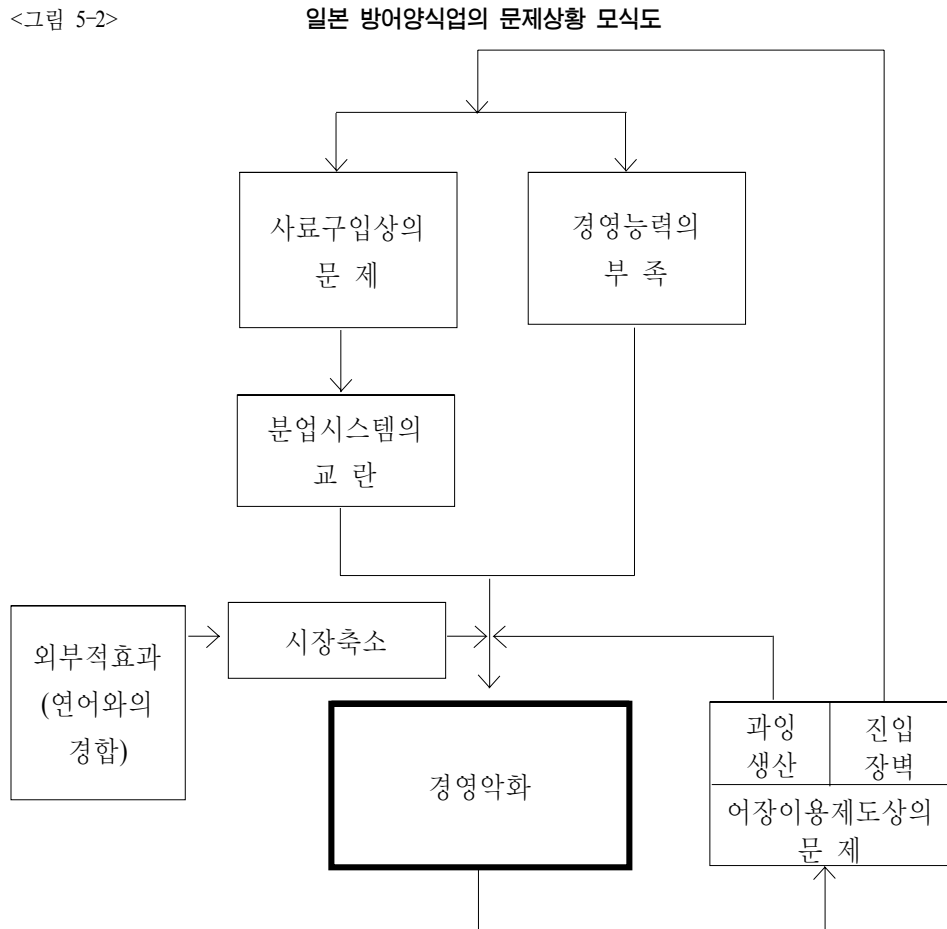 <그림 5-2> 일본 방어양식업의 문제상황 모식도
사료구입상의
문 제
경영능력의
부 족
분업시스템의
교 란
외부적효과
(연어와의
경합)
시장축소
경영악화
과잉
생산
진입
장벽
어장이용제도상의
문 제